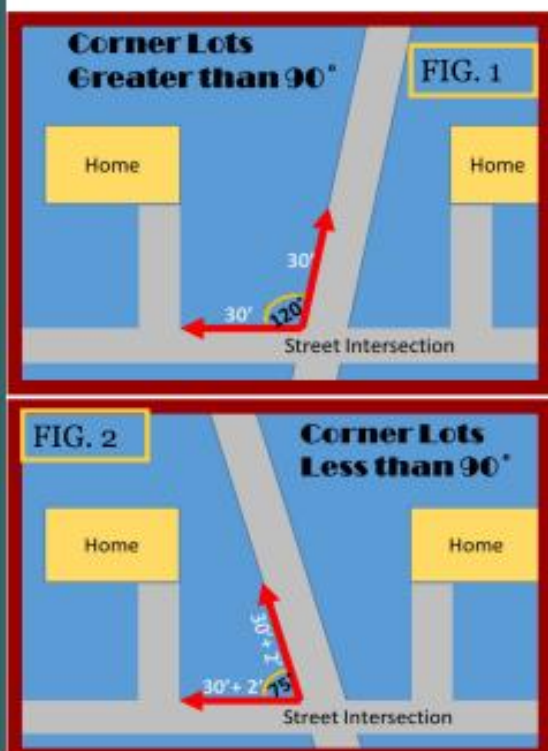 Corner Lots
Greater than 90°
FIG. 1
Home
Home
30'
30'
120°
Street Intersection
FIG. 2
Corner Lots
Less than 90°
Home
Home
30'+ 2'
30'+ 2'
75°
Street Intersection